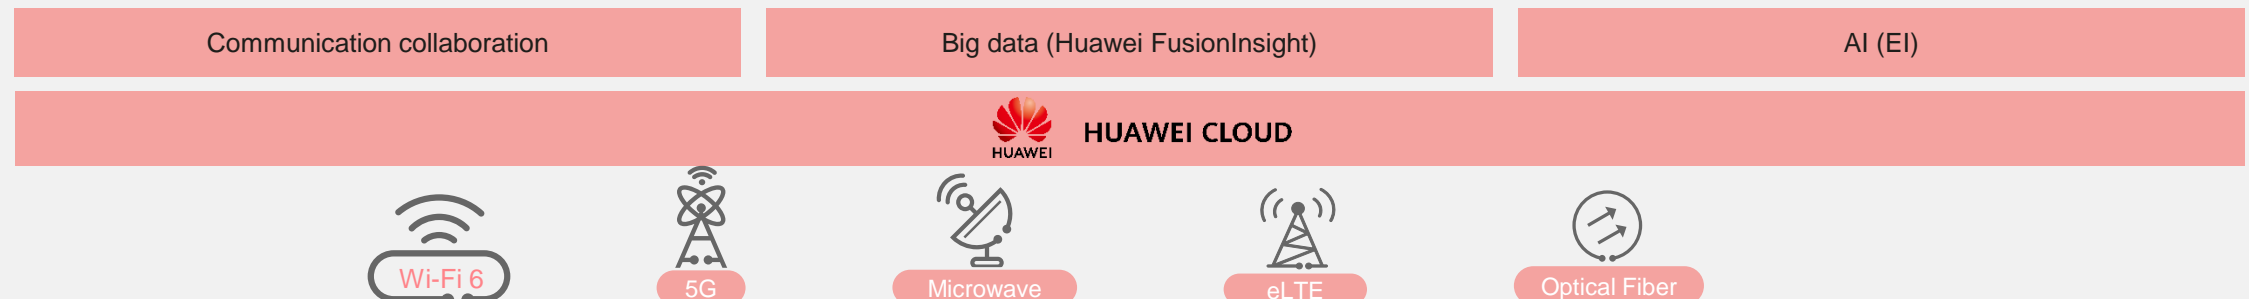 Communication collaboration
Big data (Huawei FusionInsight)
AI (EI)
HUAWEI
HUAWEI CLOUD
Wi-Fi 6
5G
Microwave
eLTE
Optical Fiber